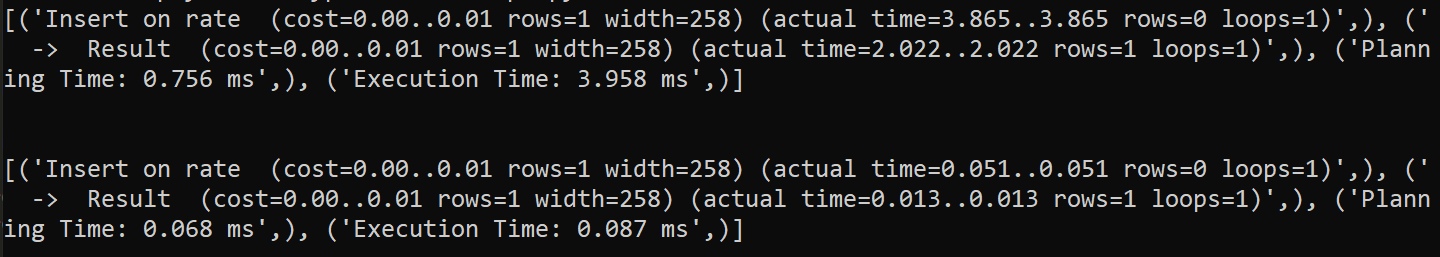 [('Insert on rate  (cost=0.00..0.01 rows=1 width=258) (actual time=3.865..3.865 rows=0 loops=1)',), ('
  ->  Result  (cost=0.00..0.01 rows=1 width=258) (actual time=2.022..2.022 rows=1 loops=1)',), ('Plann
ing Time: 0.756 ms',), ('Execution Time: 3.958 ms',)]
[('Insert on rate  (cost=0.00..0.01 rows=1 width=258) (actual time=0.051..0.051 rows=0 loops=1)',), ('
  ->  Result  (cost=0.00..0.01 rows=1 width=258) (actual time=0.013..0.013 rows=1 loops=1)',), ('Plann
ing Time: 0.068 ms',), ('Execution Time: 0.087 ms',)]